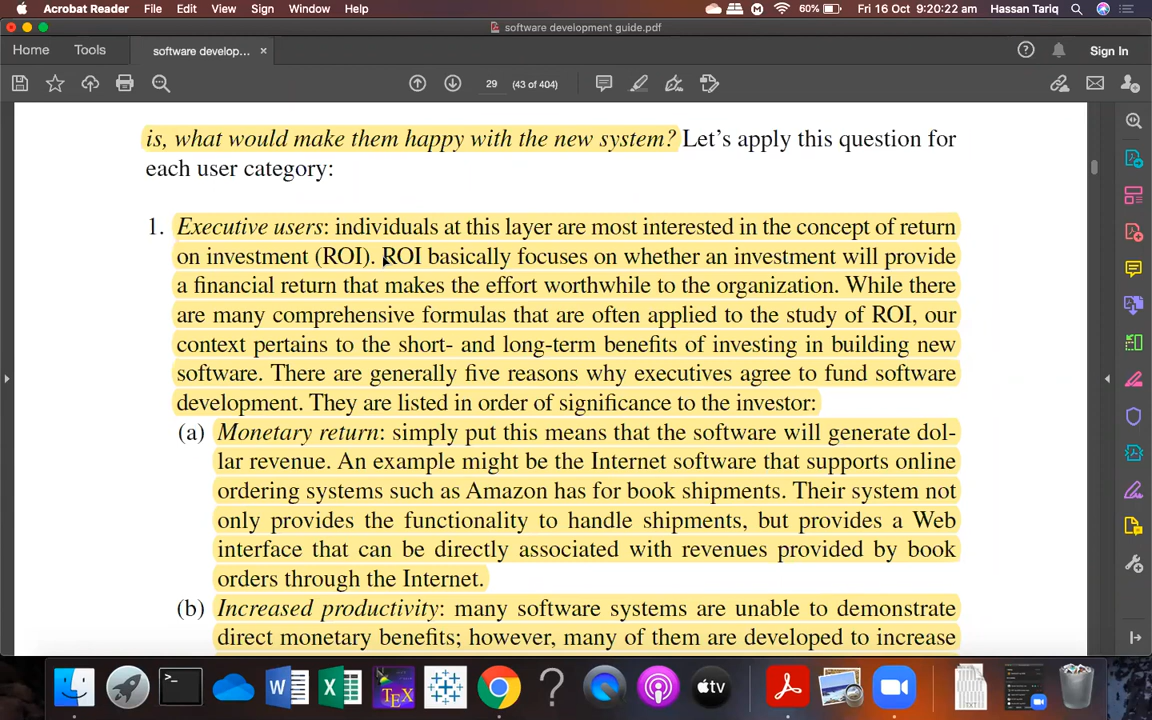 Acrobat Reader File Edit View Sign Window Help 60% Fri 16 Oct 9:20:22 am Hassan Tariq
software development guide.pdf
Home Tools software develop... × Sign In
29 (43 of 404)
is, what would make them happy with the new system? Let’s apply this question for
each user category:
1. Executive users: individuals at this layer are most interested in the concept of return
on investment (ROI). ROI basically focuses on whether an investment will provide
a financial return that makes the effort worthwhile to the organization. While there
are many comprehensive formulas that are often applied to the study of ROI, our
context pertains to the short- and long-term benefits of investing in building new
software. There are generally five reasons why executives agree to fund software
development. They are listed in order of significance to the investor:
(a) Monetary return: simply put this means that the software will generate dol-
lar revenue. An example might be the Internet software that supports online
ordering systems such as Amazon has for book shipments. Their system not
only provides the functionality to handle shipments, but provides a Web
interface that can be directly associated with revenues provided by book
orders through the Internet.
(b) Increased productivity: many software systems are unable to demonstrate
direct monetary benefits; however, many of them are developed to increase
tv